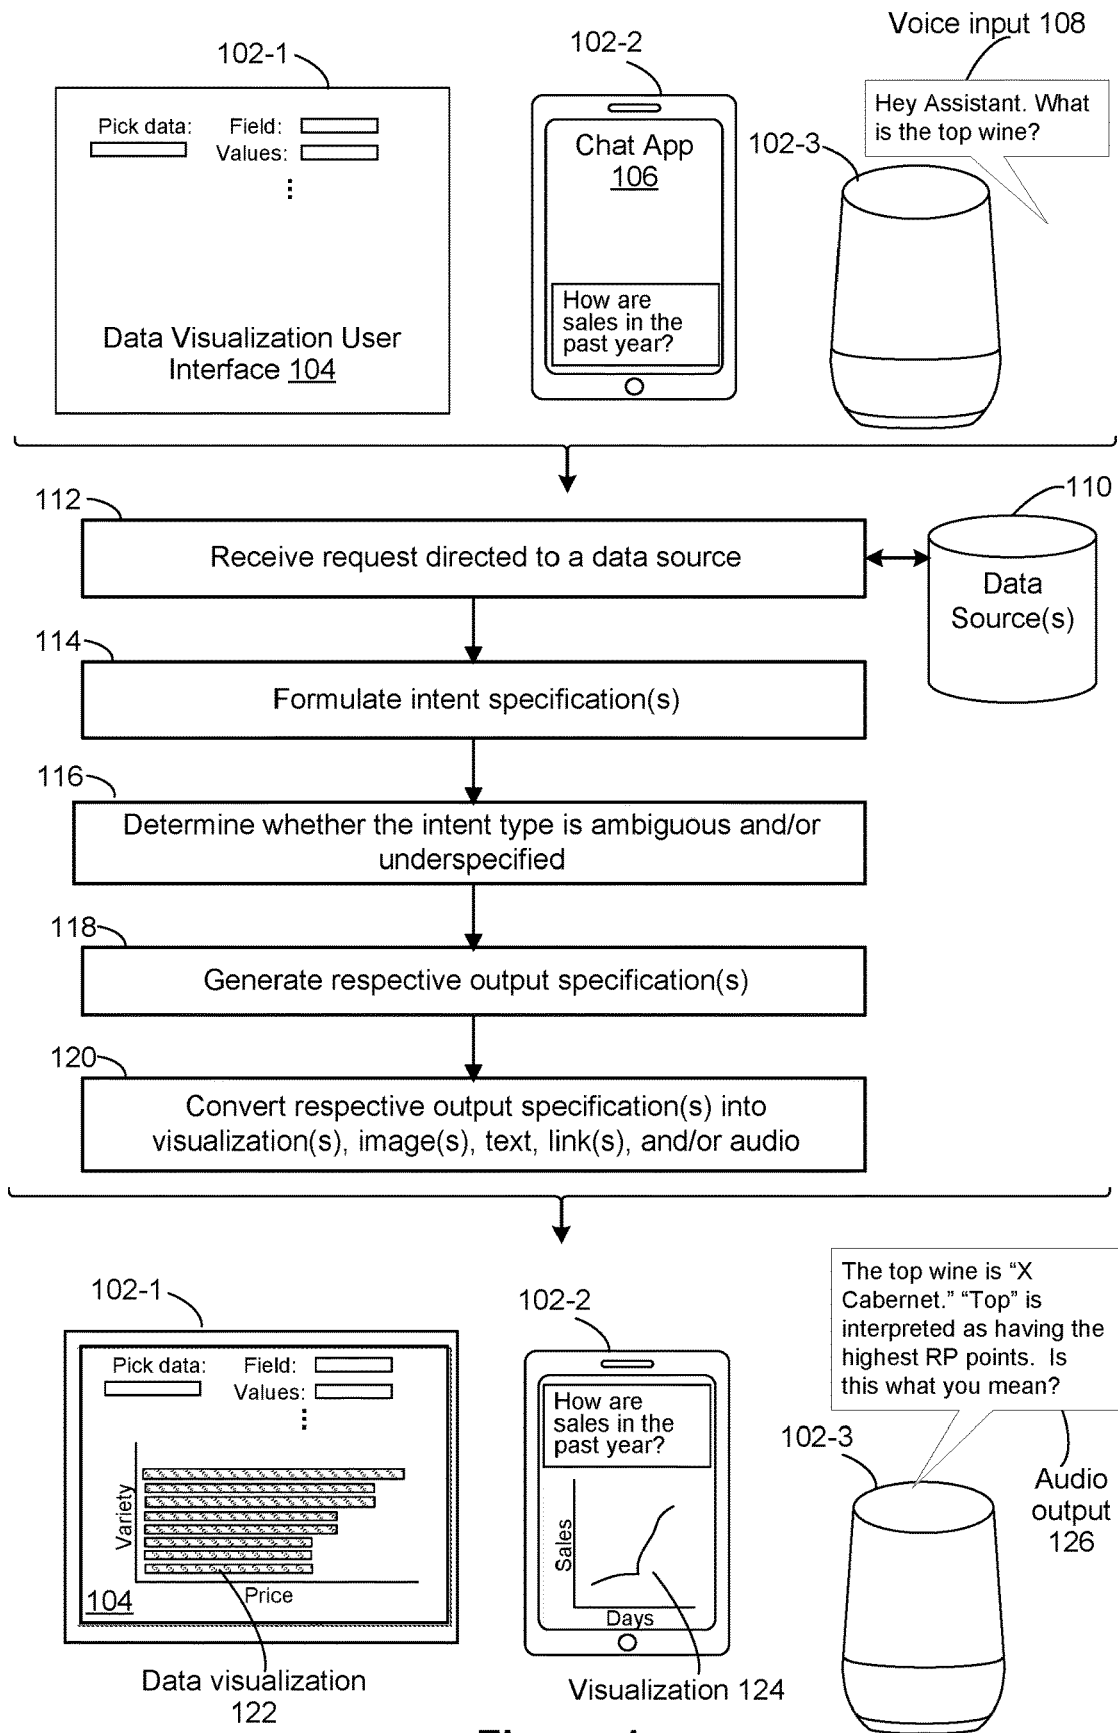 102-1
102-2
Voice input 108
Pick data:
Field:
Values:
Data Visualization User
Interface 104
Chat App
106
How are
sales in the
past year?
102-3
Hey Assistant. What
is the top wine?
112
Receive request directed to a data source
110
Data
Source(s)
114
Formulate intent specification(s)
116
Determine whether the intent type is ambiguous and/or
underspecified
118
Generate respective output specification(s)
120
Convert respective output specification(s) into
visualization(s), image(s), text, link(s), and/or audio
102-1
Pick data:
Field:
Values:
Variety
Price
104
Data visualization
122
102-2
How are
sales in the
past year?
Sales
Days
Visualization 124
The top wine is “X
Cabernet.” “Top” is
interpreted as having the
highest RP points. Is
this what you mean?
102-3
Audio
output
126